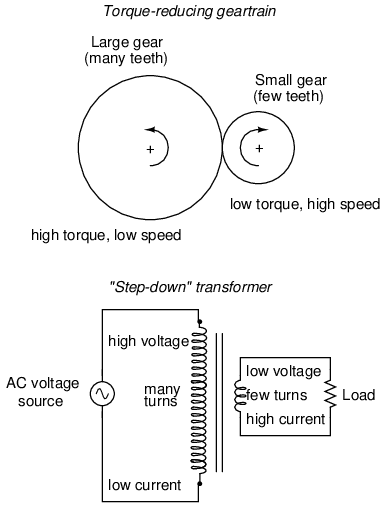 Torque-reducing geartrain
Large gear
(many teeth)
Small gear
(few teeth)
+
+
low torque, high speed
high torque, low speed
"Step-down" transformer
high voltage
low voltage
AC voltage
source
many
turns
few turns
Load
high current
low current